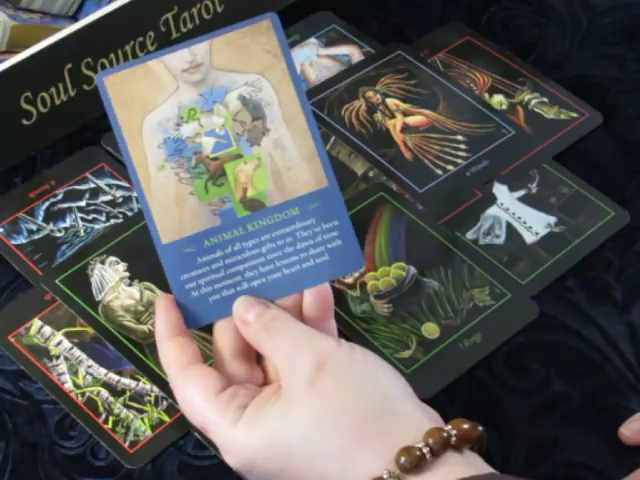 Soul Source Tarot
ANIMAL KINGDOM
Animals of all types are extraordinary
creatures with miraculous gifts to us. They've been
our spiritual companions since the dawn of time
At this moment, they have lessons to share with
you that will open your heart and soul